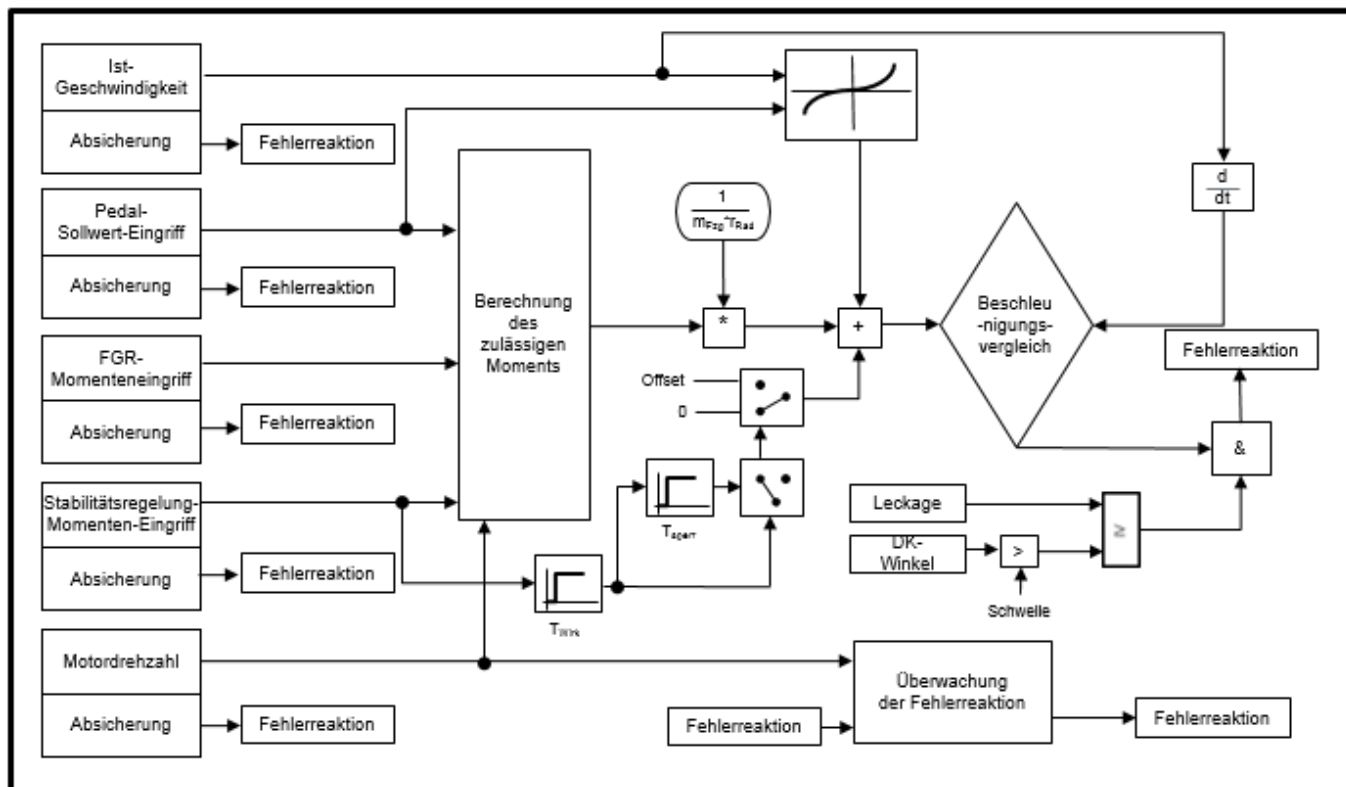 Ist-
Geschwindigkeit
Absicherung
Fehlerreaktion
Pedal-
Sollwert-Eingriff
Absicherung
Fehlerreaktion
FGR-
Momenteneingriff
Absicherung
Fehlerreaktion
Stabilitätsregelung-
Momenten-Eingriff
Absicherung
Fehlerreaktion
Motordrehzahl
Absicherung
Fehlerreaktion
Berechnung
des
zulässigen
Moments
1
*
+
Offset
0
Beschleu
-nigungs-
vergleich
d
dt
Fehlerreaktion
&
Leckage
DK-
Winkel
>
Schwelle
Überwachung
der Fehlerreaktion
Fehlerreaktion
Fehlerreaktion